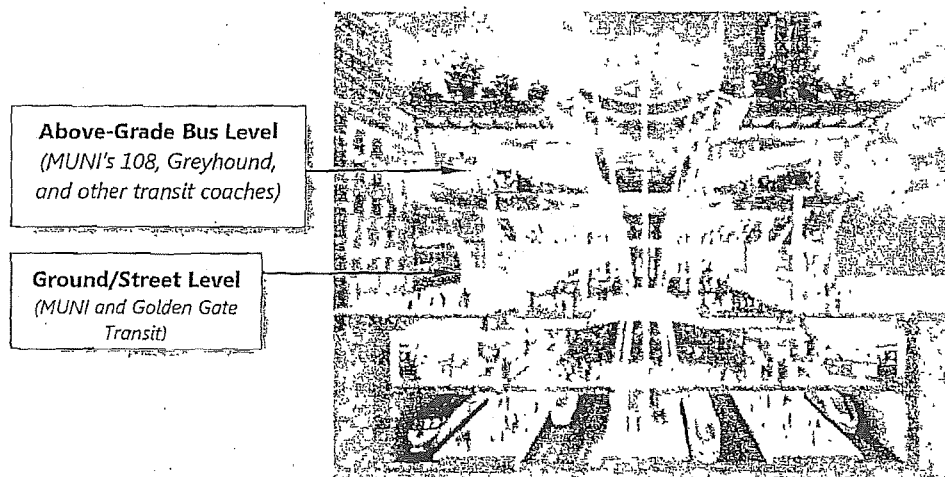 Above-Grade Bus Level
(MUNI's 108, Greyhound,
and other transit coaches)
Ground/Street Level
(MUNI and Golden Gate
Transit)